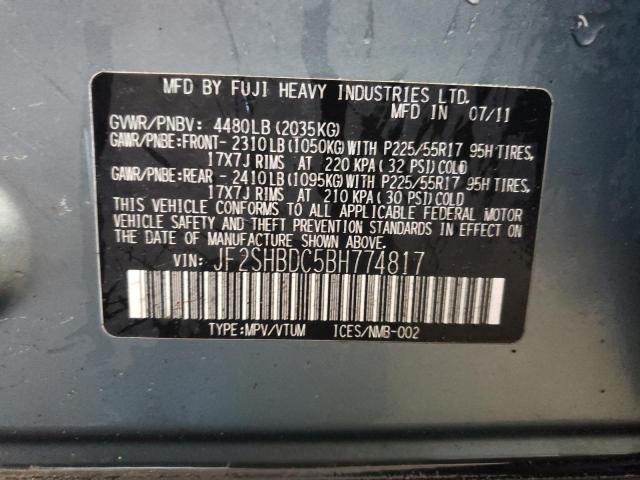 MFD BY FUJI HEAVY INDUSTRIES LTD.
MFD IN 07/11
GVWR/PNBV: 4480LB(2035KG)
GAWR/PNBE:FRONT- 2310LB(1050KG)WITH P225/55R17 95H TIRES,
17X7J RIMS AT 220 KPA(32 PSI)COLD
GAWR/PNBE:REAR - 2410LB(1095KG)WITH P225/55R17 95H TIRES,
17X7J RIMS AT 210 KPA(30 PSI)COLD
THIS VEHICLE CONFORMS TO ALL APPLICABLE FEDERAL MOTOR
VEHICLE SAFETY AND THEFT PREVENTION STANDARDS IN EFFECT
ON THE DATE OF MANUFACTURE SHOWN ABOVE.
VIN: JF2SHBDC5BH774817
TYPE:MPV/VTUM ICES/NMB-002